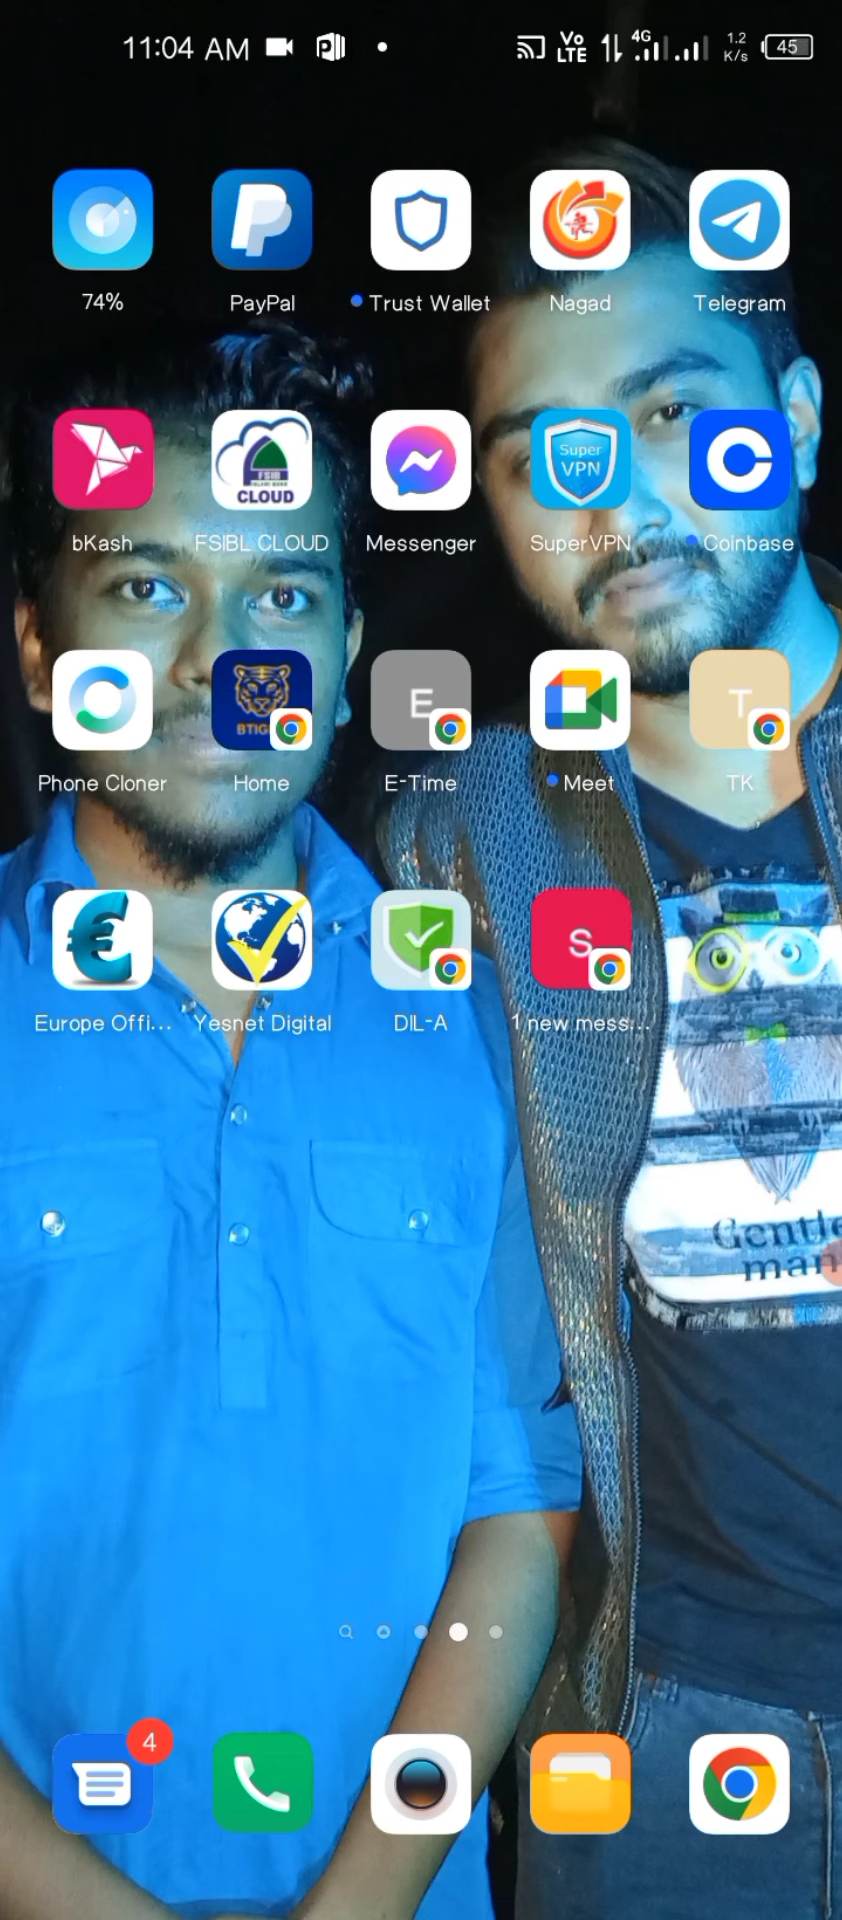 11:04 AM
Vo LTE 4G 1.2 K/s 45
74% PayPal Trust Wallet Nagad Telegram
FSIB
CLOUD
Super
VPN
bKash FSIBL CLOUD Messenger SuperVPN Coinbase
E T
Phone Cloner Home E-Time Meet TK
S
Europe Offi... Yesnet Digital DIL-A 1 new mess...
Gentle
man
4